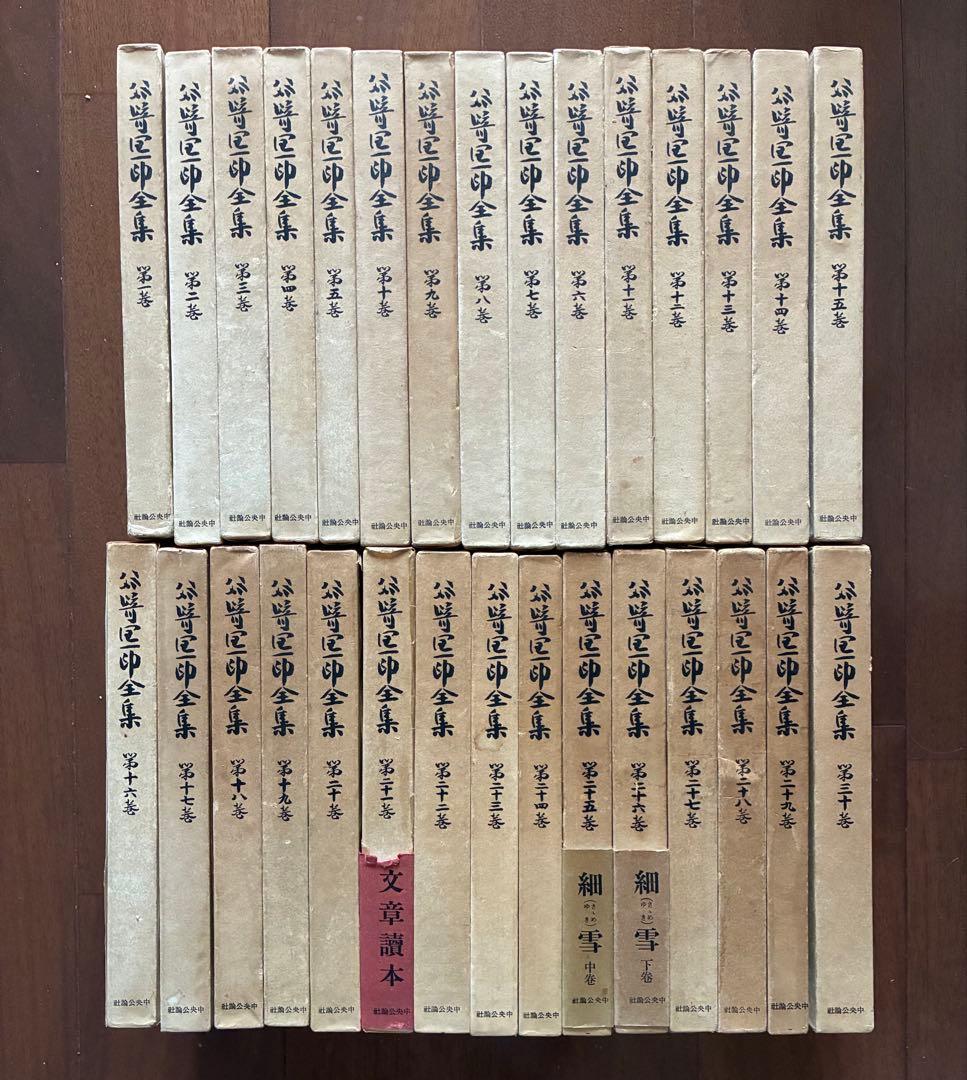 谷崎潤一郎全集 第一巻 中央公論社
谷崎潤一郎全集 第二巻 中央公論社
谷崎潤一郎全集 第三巻 中央公論社
谷崎潤一郎全集 第四巻 中央公論社
谷崎潤一郎全集 第五巻 中央公論社
谷崎潤一郎全集 第十巻 中央公論社
谷崎潤一郎全集 第九巻 中央公論社
谷崎潤一郎全集 第八巻 中央公論社
谷崎潤一郎全集 第七巻 中央公論社
谷崎潤一郎全集 第六巻 中央公論社
谷崎潤一郎全集 第十一巻 中央公論社
谷崎潤一郎全集 第十二巻 中央公論社
谷崎潤一郎全集 第十三巻 中央公論社
谷崎潤一郎全集 第十四巻 中央公論社
谷崎潤一郎全集 第十五巻 中央公論社
谷崎潤一郎全集 第十六巻 中央公論社
谷崎潤一郎全集 第十七巻 中央公論社
谷崎潤一郎全集 第十八巻 中央公論社
谷崎潤一郎全集 第十九巻 中央公論社
谷崎潤一郎全集 第二十巻 中央公論社
谷崎潤一郎全集 第二十一巻 文章讀本 中央公論社
谷崎潤一郎全集 第二十二巻 中央公論社
谷崎潤一郎全集 第二十三巻 中央公論社
谷崎潤一郎全集 第二十四巻 中央公論社
谷崎潤一郎全集 第二十五巻 細(さゝめゆき)雪 中卷 中央公論社
谷崎潤一郎全集 第二十六巻 細(さゝめゆき)雪 下卷 中央公論社
谷崎潤一郎全集 第二十七巻 中央公論社
谷崎潤一郎全集 第二十八巻 中央公論社
谷崎潤一郎全集 第二十九巻 中央公論社
谷崎潤一郎全集 第三十巻 中央公論社